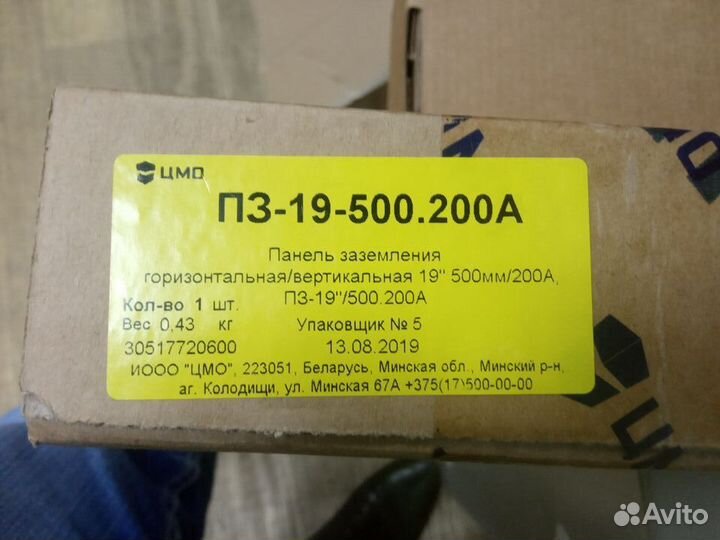 ЦМО
ПЗ-19-500.200А
Панель заземления
горизонтальная/вертикальная 19" 500мм/200А,
Кол-во 1 шт. ПЗ-19"/500.200А
Вес 0,43 кг Упаковщик № 5
30517720600 13.08.2019
ИООО "ЦМО", 223051, Беларусь, Минская обл., Минский р-н,
аг. Колодищи, ул. Минская 67А +375(17)500-00-00
Avito